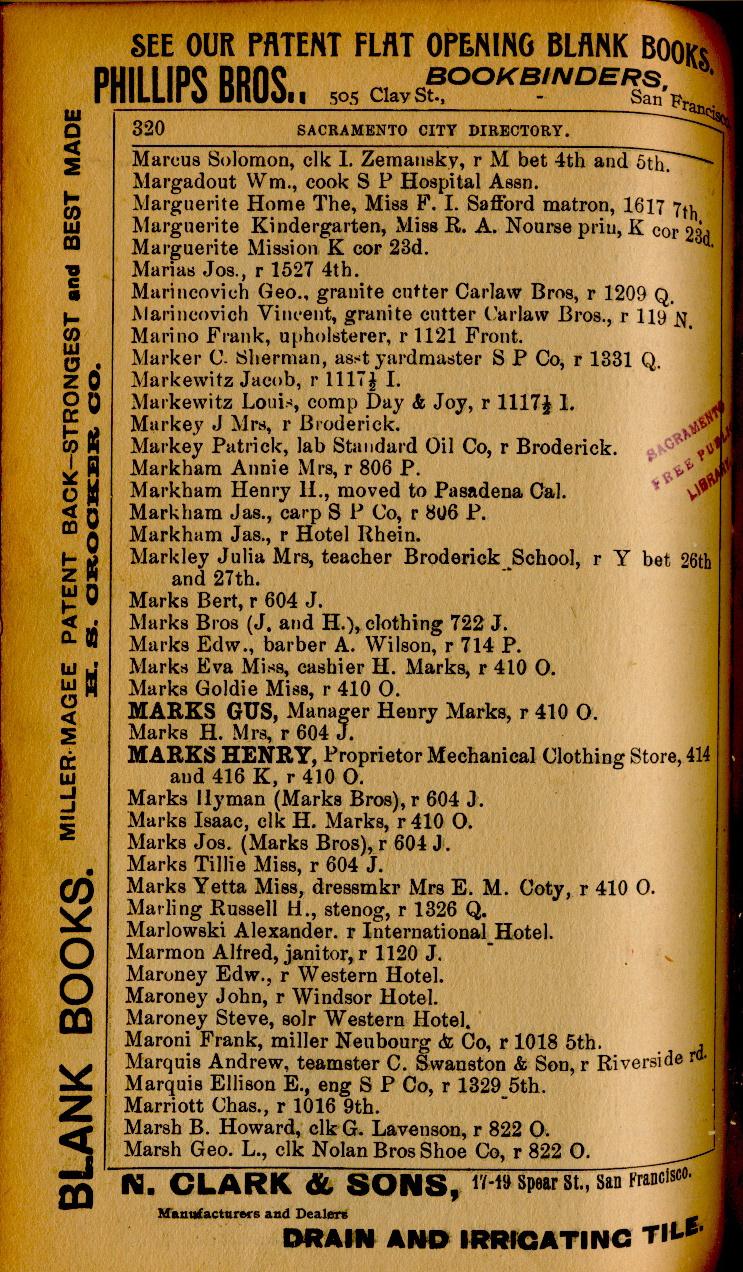 SEE OUR PATENT FLAT OPENING BLANK BOOKS.
PHILLIPS BROS., BOOKBINDERS,
505 Clay St., - San Francisco.
320 SACRAMENTO CITY DIRECTORY.
Marcus Solomon, clk I. Zemansky, r M bet 4th and 5th.
Margadout Wm., cook S P Hospital Assn.
Marguerite Home The, Miss F. I. Safford matron, 1617 7th.
Marguerite Kindergarten, Miss R. A. Nourse prin, K cor 23d.
Marguerite Mission K cor 23d.
Marias Jos., r 1527 4th.
Marincovich Geo., granite cutter Carlaw Bros, r 1209 Q.
Marincovich Vincent, granite cutter Carlaw Bros., r 119 N.
Marino Frank, upholsterer, r 1121 Front.
Marker C. Sherman, asst yardmaster S P Co, r 1331 Q.
Markewitz Jacob, r 1117½ I.
Markewitz Louis, comp Day & Joy, r 1117½ I.
Markey J Mrs, r Broderick.
Markey Patrick, lab Standard Oil Co, r Broderick.
Markham Annie Mrs, r 806 P.
Markham Henry H., moved to Pasadena Cal.
Markham Jas., carp S P Co, r 806 P.
Markham Jas., r Hotel Rhein.
Markley Julia Mrs, teacher Broderick School, r Y bet 26th
and 27th.
Marks Bert, r 604 J.
Marks Bros (J. and H.), clothing 722 J.
Marks Edw., barber A. Wilson, r 714 P.
Marks Eva Miss, cashier H. Marks, r 410 O.
Marks Goldie Miss, r 410 O.
MARKS GUS, Manager Henry Marks, r 410 O.
Marks H. Mrs, r 604 J.
MARKS HENRY, Proprietor Mechanical Clothing Store, 414
and 416 K, r 410 O.
Marks Hyman (Marks Bros), r 604 J.
Marks Isaac, clk H. Marks, r 410 O.
Marks Jos. (Marks Bros), r 604 J.
Marks Tillie Miss, r 604 J.
Marks Yetta Miss, dressmkr Mrs E. M. Coty, r 410 O.
Marling Russell H., stenog, r 1326 Q.
Marlowski Alexander. r International Hotel.
Marmon Alfred, janitor, r 1120 J.
Maroney Edw., r Western Hotel.
Maroney John, r Windsor Hotel.
Maroney Steve, solr Western Hotel.
Maroni Frank, miller Neubourg & Co, r 1018 5th.
Marquis Andrew, teamster C. Swanston & Son, r Riverside rd.
Marquis Ellison E., eng S P Co, r 1329 5th.
Marriott Chas., r 1016 9th.
Marsh B. Howard, clk G. Lavenson, r 822 O.
Marsh Geo. L., clk Nolan Bros Shoe Co, r 822 O.
N. CLARK & SONS, 17-19 Spear St., San Francisco.
Manufacturers and Dealers
DRAIN AND IRRIGATING TILE.
BLANK BOOKS. MILLER-MAGEE PATENT BACK—STRONGEST and BEST MADE
H. S. CROCKER CO.
SACRAMENTO
FREE PUBLIC
LIBRARY